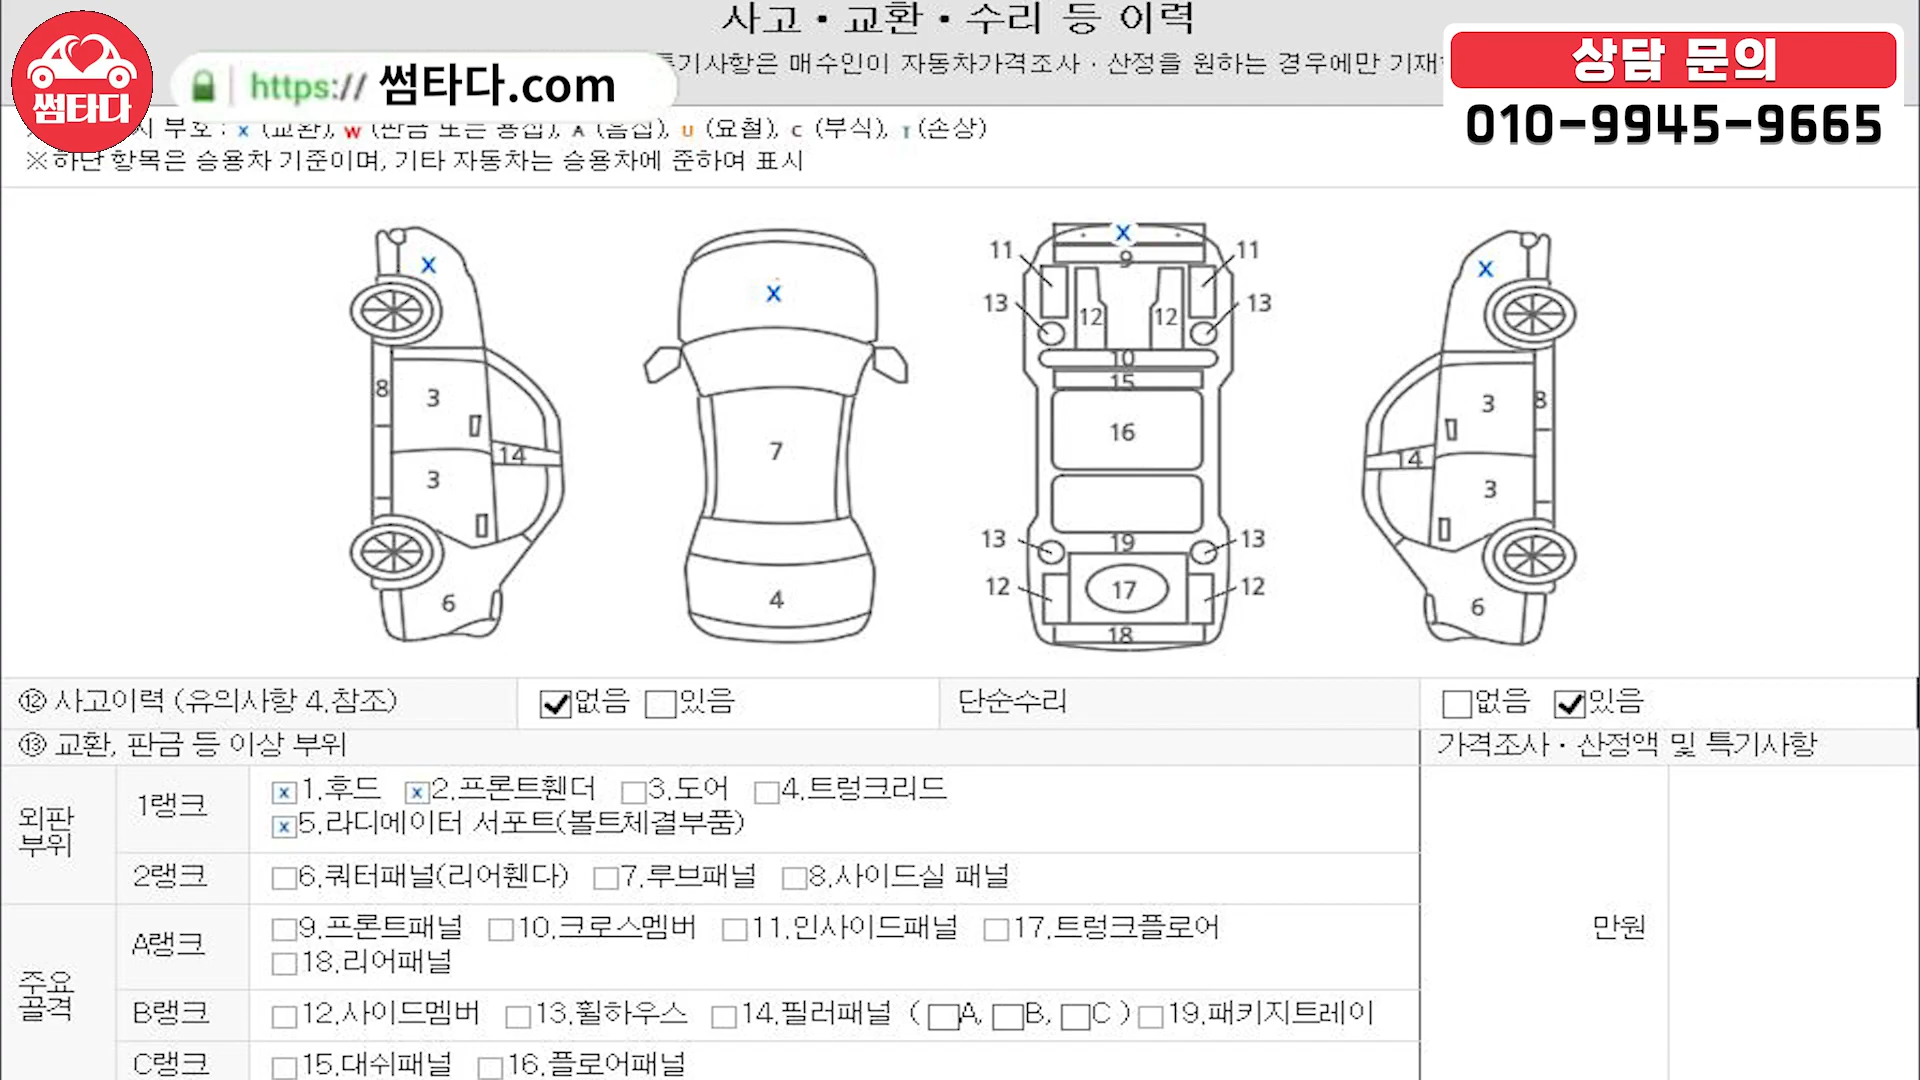 사고・교환・수리 등 이력
특기사항은 매수인이 자동차가격조사・산정을 원하는 경우에만 기재
썸타다
https:// 썸타다.com
상담 문의
010-9945-9665
부호 : X (교환), W (판금 또는 용접), A (흠집), U (요철), C (부식), T (손상)
※ 하단 항목은 승용차 기준이며, 기타 자동차는 승용차에 준하여 표시
X
8
3
3
14
6
X
7
4
X
11
9
11
13
12
12
13
10
15
16
13
19
13
12
17
12
18
X
3
8
4
3
6
⑫ 사고이력 (유의사항 4.참조)
없음 있음
단순수리
없음 있음
⑬ 교환, 판금 등 이상 부위
가격조사・산정액 및 특기사항
외판
부위
1랭크
X 1.후드 X 2.프론트휀더 3.도어 4.트렁크리드
X 5.라디에이터 서포트(볼트체결부품)
2랭크
6.쿼터패널(리어휀다) 7.루브패널 8.사이드실 패널
주요
골격
A랭크
9.프론트패널 10.크로스멤버 11.인사이드패널 17.트렁크플로어
18.리어패널
만원
B랭크
12.사이드멤버 13.휠하우스 14.필러패널 ( A, B, C ) 19.패키지트레이
C랭크
15.대쉬패널 16.플로어패널